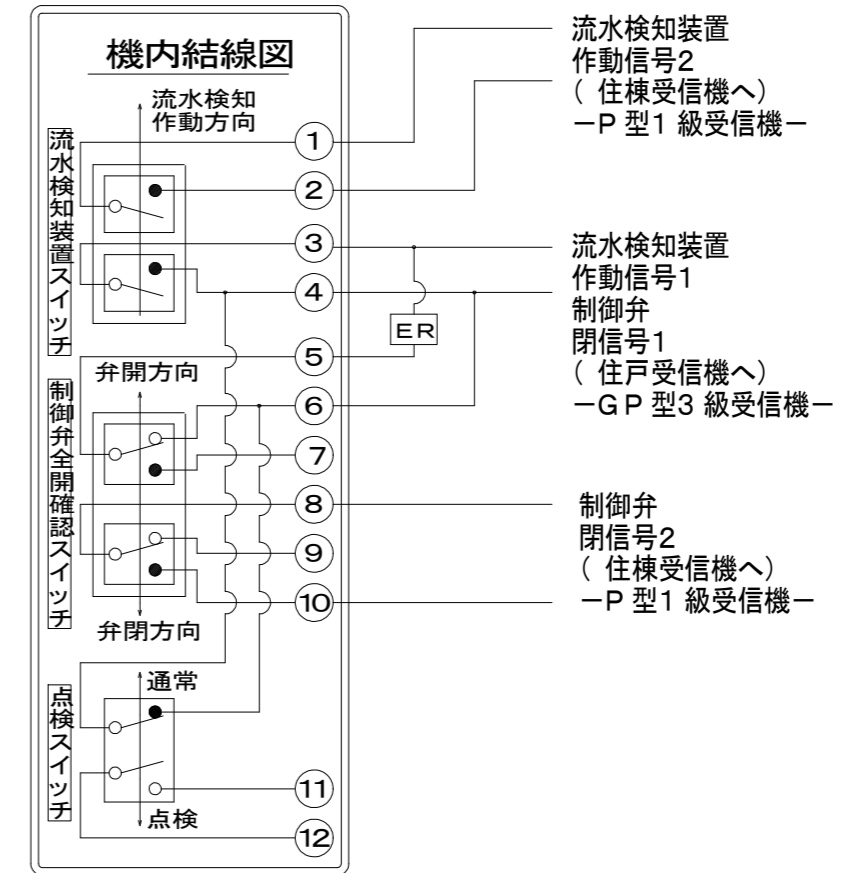 機内結線図
流水検知
作動方向
流水検知装置スイッチ
①
②
③
④
ER
⑤
弁開方向
⑥
制御弁全開確認スイッチ
⑦
⑧
⑨
⑩
弁閉方向
通常
点検スイッチ
⑪
点検
⑫
流水検知装置
作動信号2
( 住棟受信機へ)
−P 型1 級受信機−
流水検知装置
作動信号1
制御弁
閉信号1
( 住戸受信機へ)
−GP 型3 級受信機−
制御弁
閉信号2
( 住棟受信機へ)
−P 型1 級受信機−